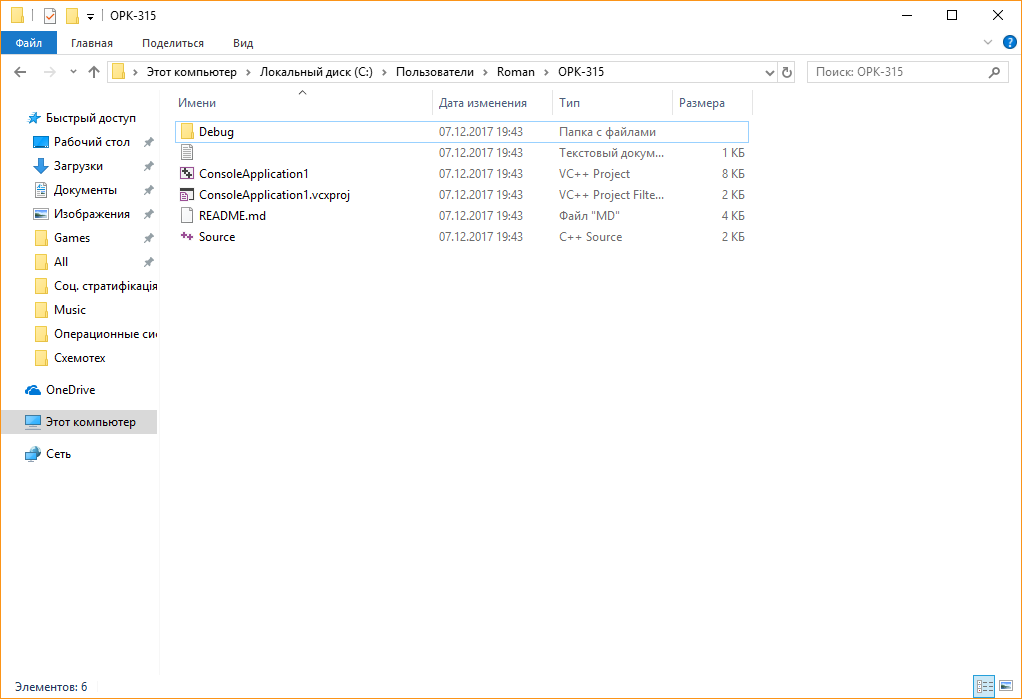 OPK-315
Файл Главная Поделиться Вид
Этот компьютер Локальный диск (C:) Пользователи Roman OPK-315 Поиск: OPK-315
Имени Дата изменения Тип Размера
Debug 07.12.2017 19:43 Папка с файлами
07.12.2017 19:43 Текстовый докум... 1 КБ
ConsoleApplication1 07.12.2017 19:43 VC++ Project 8 КБ
ConsoleApplication1.vcxproj 07.12.2017 19:43 VC++ Project Filte... 2 КБ
README.md 07.12.2017 19:43 Файл "MD" 4 КБ
Source 07.12.2017 19:43 C++ Source 2 КБ
Быстрый доступ
Рабочий стол
Загрузки
Документы
Изображения
Games
All
Соц. стратифікація
Music
Операционные си
Схемотех
OneDrive
Этот компьютер
Сеть
Элементов: 6